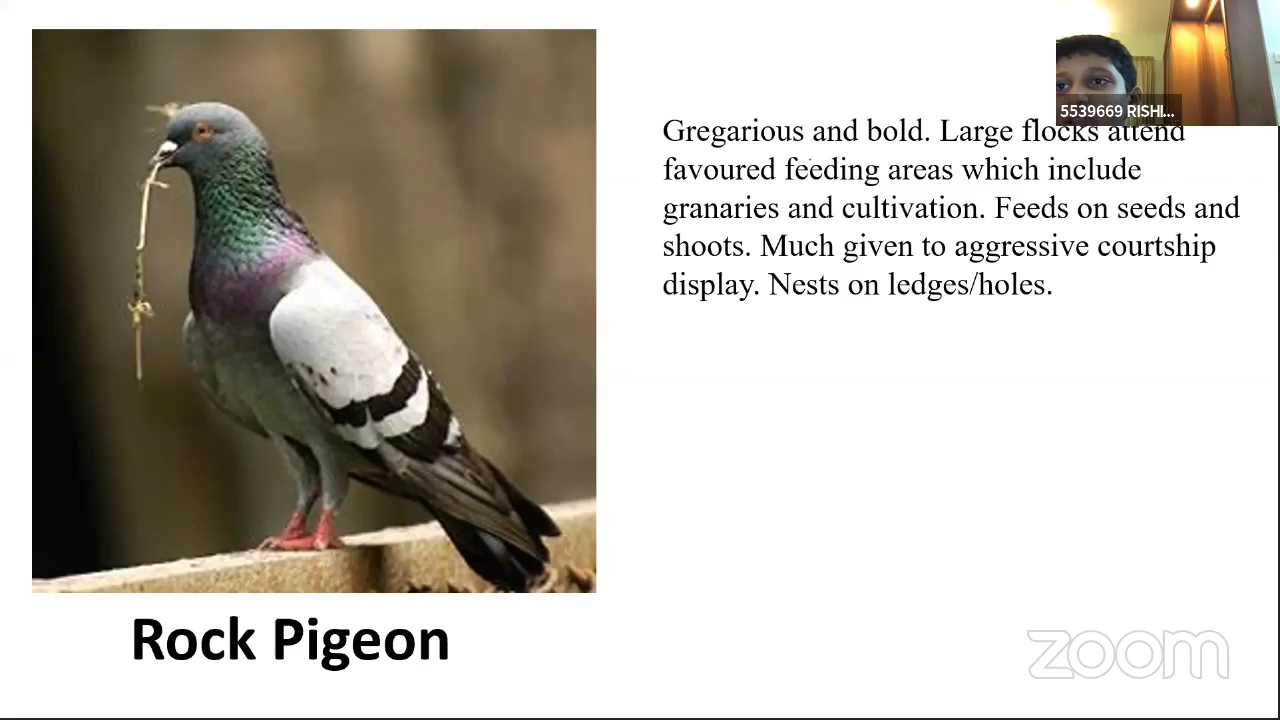 5539669 RISHI...
Gregarious and bold. Large flocks attend
favoured feeding areas which include
granaries and cultivation. Feeds on seeds and
shoots. Much given to aggressive courtship
display. Nests on ledges/holes.
Rock Pigeon
zoom